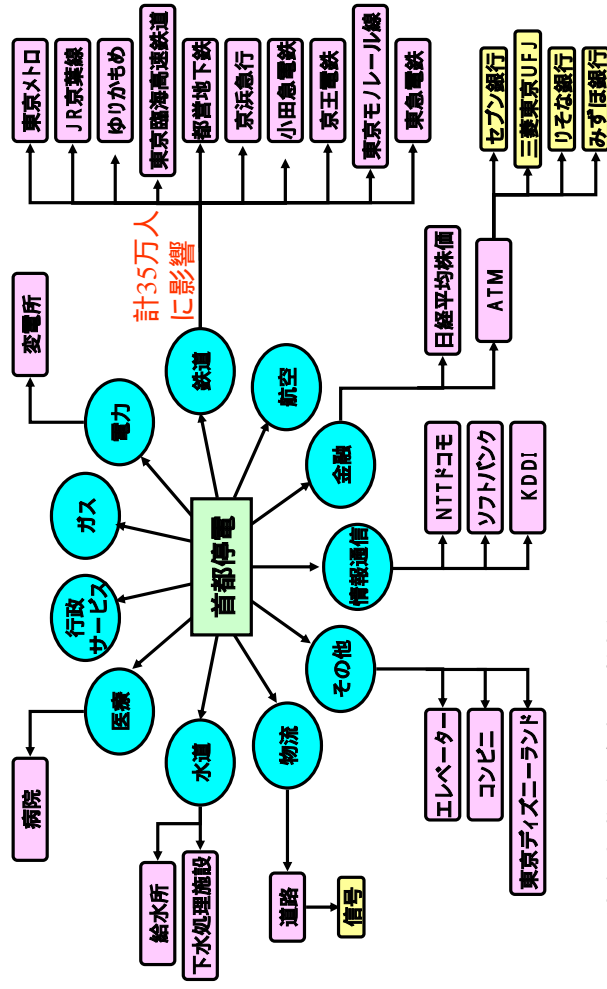 首都停電
電力
変電所
鉄道
計35万人
に影響
東京メトロ
JR京葉線
ゆりかもめ
東京臨海高速鉄道
都営地下鉄
京浜急行
小田急電鉄
京王電鉄
東京モノレール線
東急電鉄
航空
金融
日経平均株価
ATM
セブン銀行
三菱東京UFJ
りそな銀行
みずほ銀行
情報通信
NTTドコモ
ソフトバンク
KDDI
その他
エレベーター
コンビニ
東京ディズニーランド
物流
道路
信号
水道
給水所
下水処理施設
医療
病院
行政
サービス
ガス